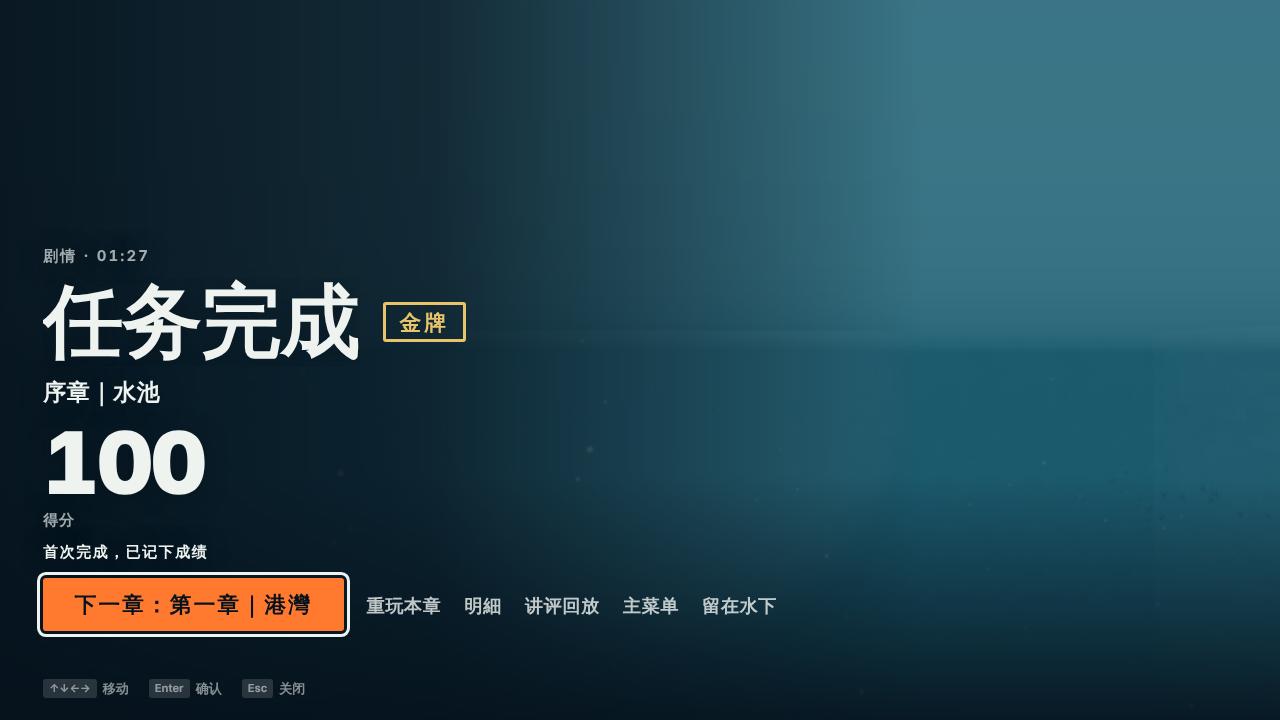 剧情 · 01:27
任务完成 金牌
序章｜水池
100
得分
首次完成，已记下成绩
下一章：第一章｜港灣 重玩本章 明細 讲评回放 主菜单 留在水下
↑↓←→ 移动 Enter 确认 Esc 关闭